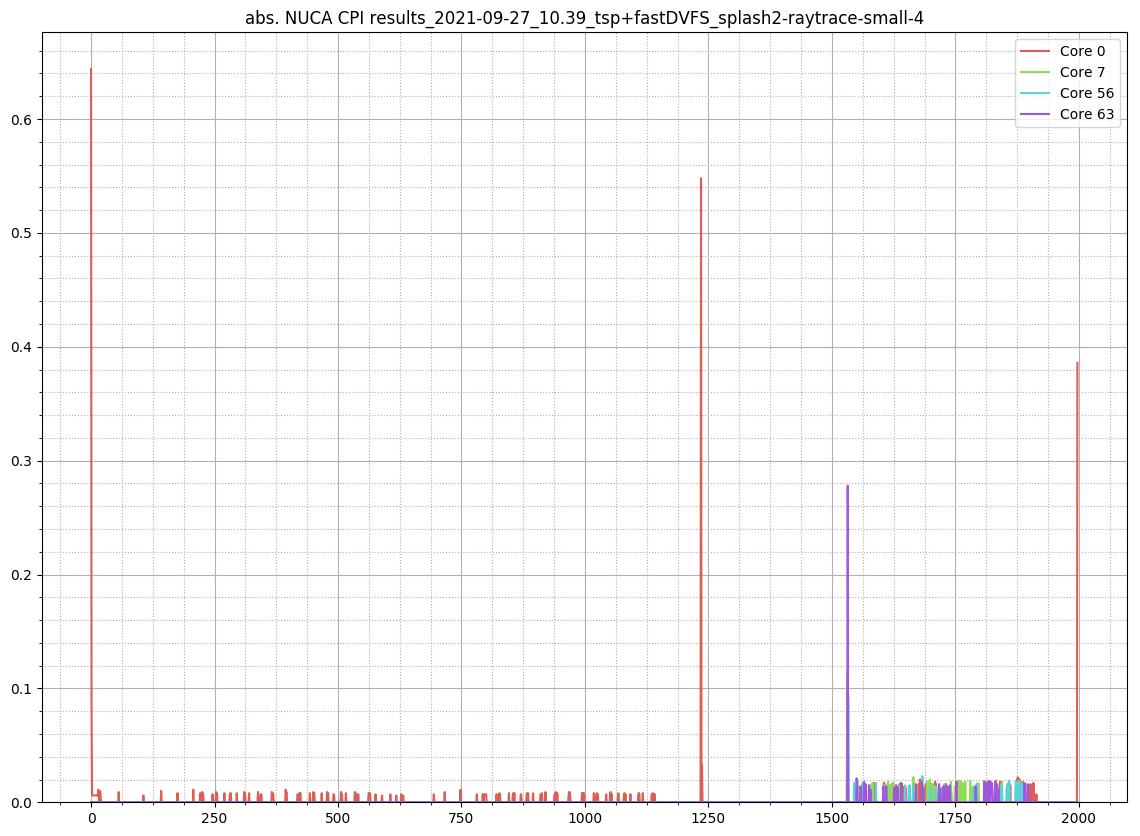 abs. NUCA CPI results_2021-09-27_10.39_tsp+fastDVFS_splash2-raytrace-small-4
Core 0
Core 7
Core 56
Core 63
0.6
0.5
0.4
0.3
0.2
0.1
0.0
0 250 500 750 1000 1250 1500 1750 2000